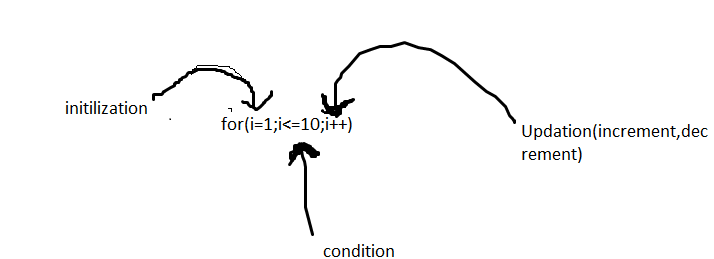 initilization
for(i=1;i<=10;i++)
Updation(increment,dec
rement)
condition